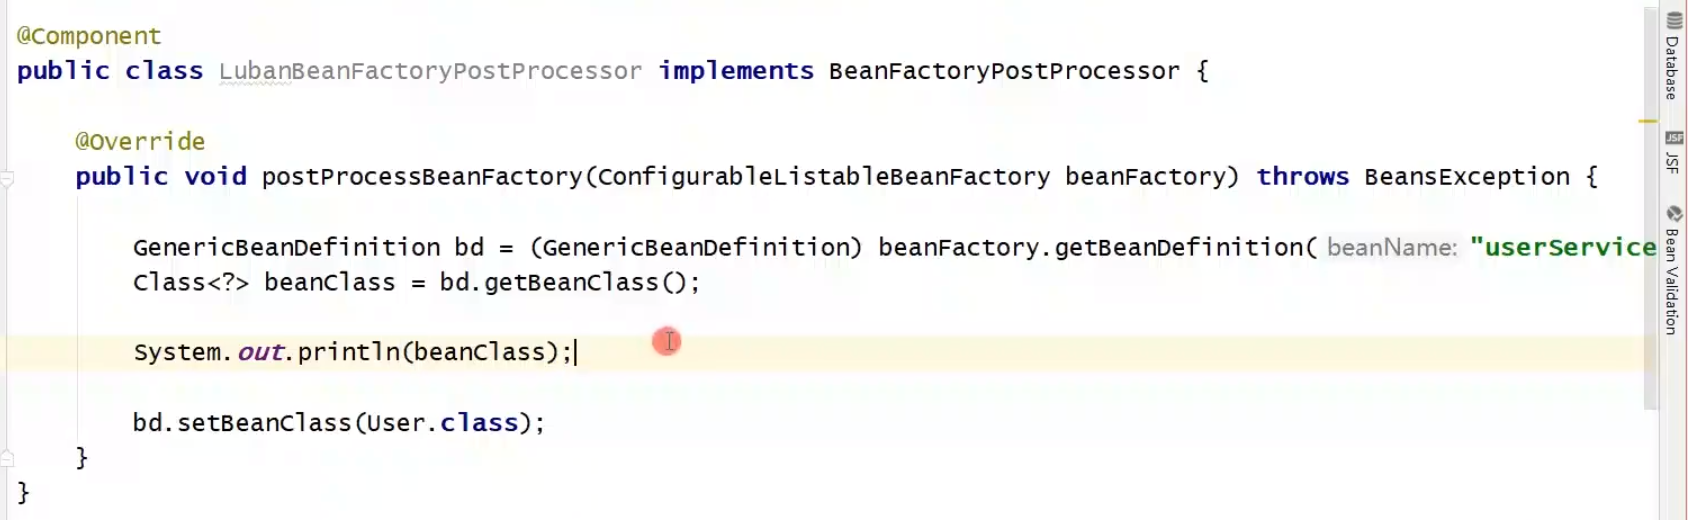 @Component
public class LubanBeanFactoryPostProcessor implements BeanFactoryPostProcessor {
@Override
public void postProcessBeanFactory(ConfigurableListableBeanFactory beanFactory) throws BeansException {
GenericBeanDefinition bd = (GenericBeanDefinition) beanFactory.getBeanDefinition( beanName: "userService
Class<?> beanClass = bd.getBeanClass();
System.out.println(beanClass);
bd.setBeanClass(User.class);
}
}
Database
JSF
JSF
Bean Validation